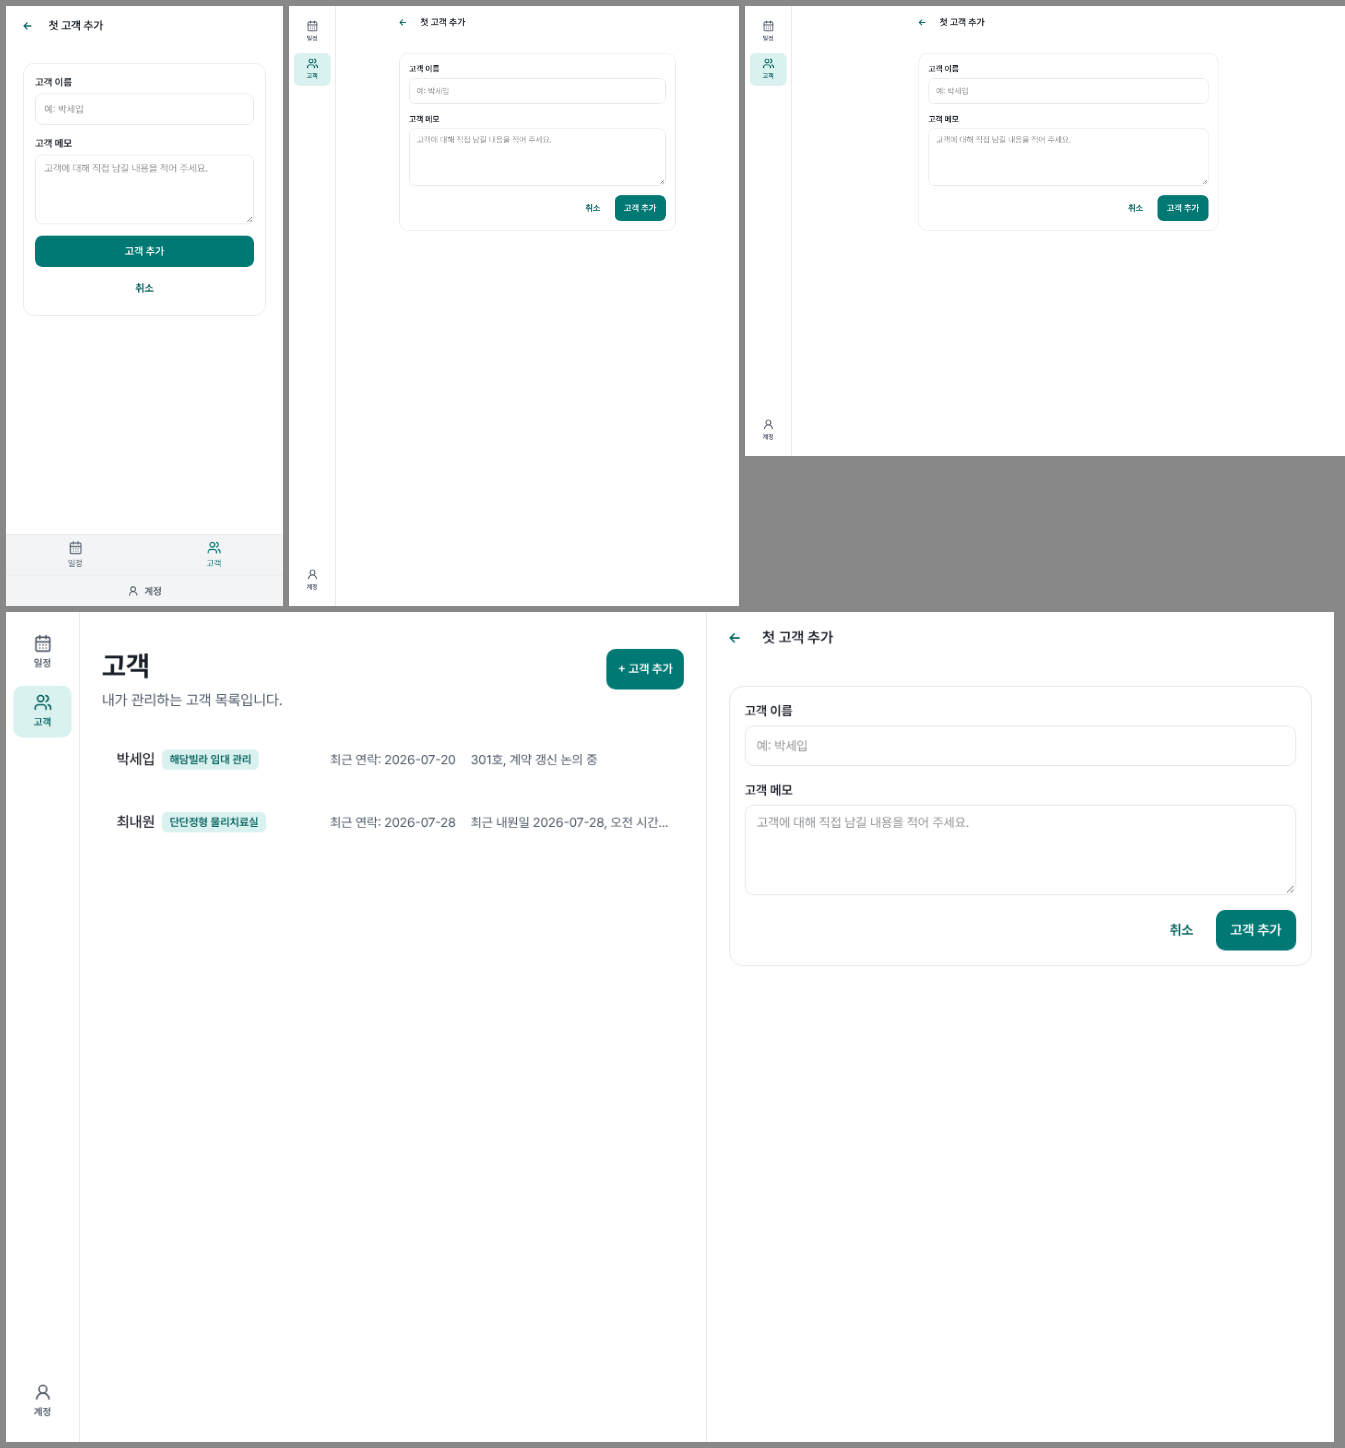 첫 고객 추가
고객 이름
예: 박세입
고객 메모
고객에 대해 직접 남길 내용을 적어 주세요.
고객 추가
취소
일정
고객
계정
일정
고객
계정
첫 고객 추가
고객 이름
예: 박세입
고객 메모
고객에 대해 직접 남길 내용을 적어 주세요.
취소
고객 추가
일정
고객
계정
첫 고객 추가
고객 이름
예: 박세입
고객 메모
고객에 대해 직접 남길 내용을 적어 주세요.
취소
고객 추가
일정
고객
계정
고객
+ 고객 추가
내가 관리하는 고객 목록입니다.
박세입 해담빌라 임대 관리 최근 연락: 2026-07-20 301호, 계약 갱신 논의 중
최내원 단단정형 물리치료실 최근 연락: 2026-07-28 최근 내원일 2026-07-28, 오전 시간...
첫 고객 추가
고객 이름
예: 박세입
고객 메모
고객에 대해 직접 남길 내용을 적어 주세요.
취소
고객 추가